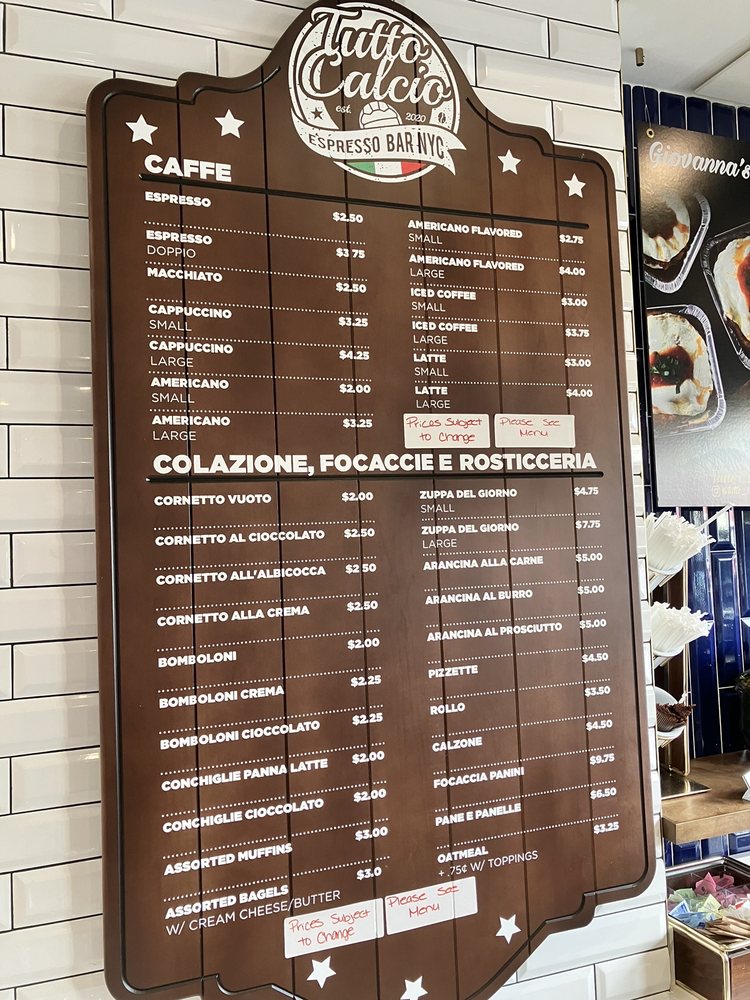 Tutto
Calcio
est. 2020
ESPRESSO BAR NYC
CAFFE
ESPRESSO $2.50
ESPRESSO
DOPPIO $3 75
MACCHIATO $2.50
CAPPUCCINO
SMALL $3.25
CAPPUCCINO
LARGE $4.25
AMERICANO
SMALL $2.00
AMERICANO
LARGE $3.25
AMERICANO FLAVORED
SMALL $2.75
AMERICANO FLAVORED
LARGE $4.00
ICED COFFEE
SMALL $3.00
ICED COFFEE
LARGE $3.75
LATTE
SMALL $3.00
LATTE
LARGE $4.00
Prices Subject
to Change
Please See
Menu
COLAZIONE, FOCACCIE E ROSTICCERIA
CORNETTO VUOTO $2.00
CORNETTO AL CIOCCOLATO $2.50
CORNETTO ALL'ALBICOCCA $2 50
CORNETTO ALLA CREMA $2.50
BOMBOLONI $2.00
BOMBOLONI CREMA $2.25
BOMBOLONI CIOCCOLATO $2.25
CONCHIGLIE PANNA LATTE $2.00
CONCHIGLIE CIOCCOLATO $2.00
ASSORTED MUFFINS $3.00
ASSORTED BAGELS $3.0
W/ CREAM CHEESE/BUTTER
ZUPPA DEL GIORNO $4.75
SMALL
ZUPPA DEL GIORNO $7.75
LARGE
ARANCINA ALLA CARNE $5.00
ARANCINA AL BURRO $5.00
ARANCINA AL PROSCIUTTO $5.00
PIZZETTE $4.50
ROLLO $3.50
CALZONE $4.50
FOCACCIA PANINI $9.75
PANE E PANELLE $6.50
OATMEAL $3.25
+ .75¢ W/ TOPPINGS
Prices Subject
to Change
Please See
Menu
Giovanna's